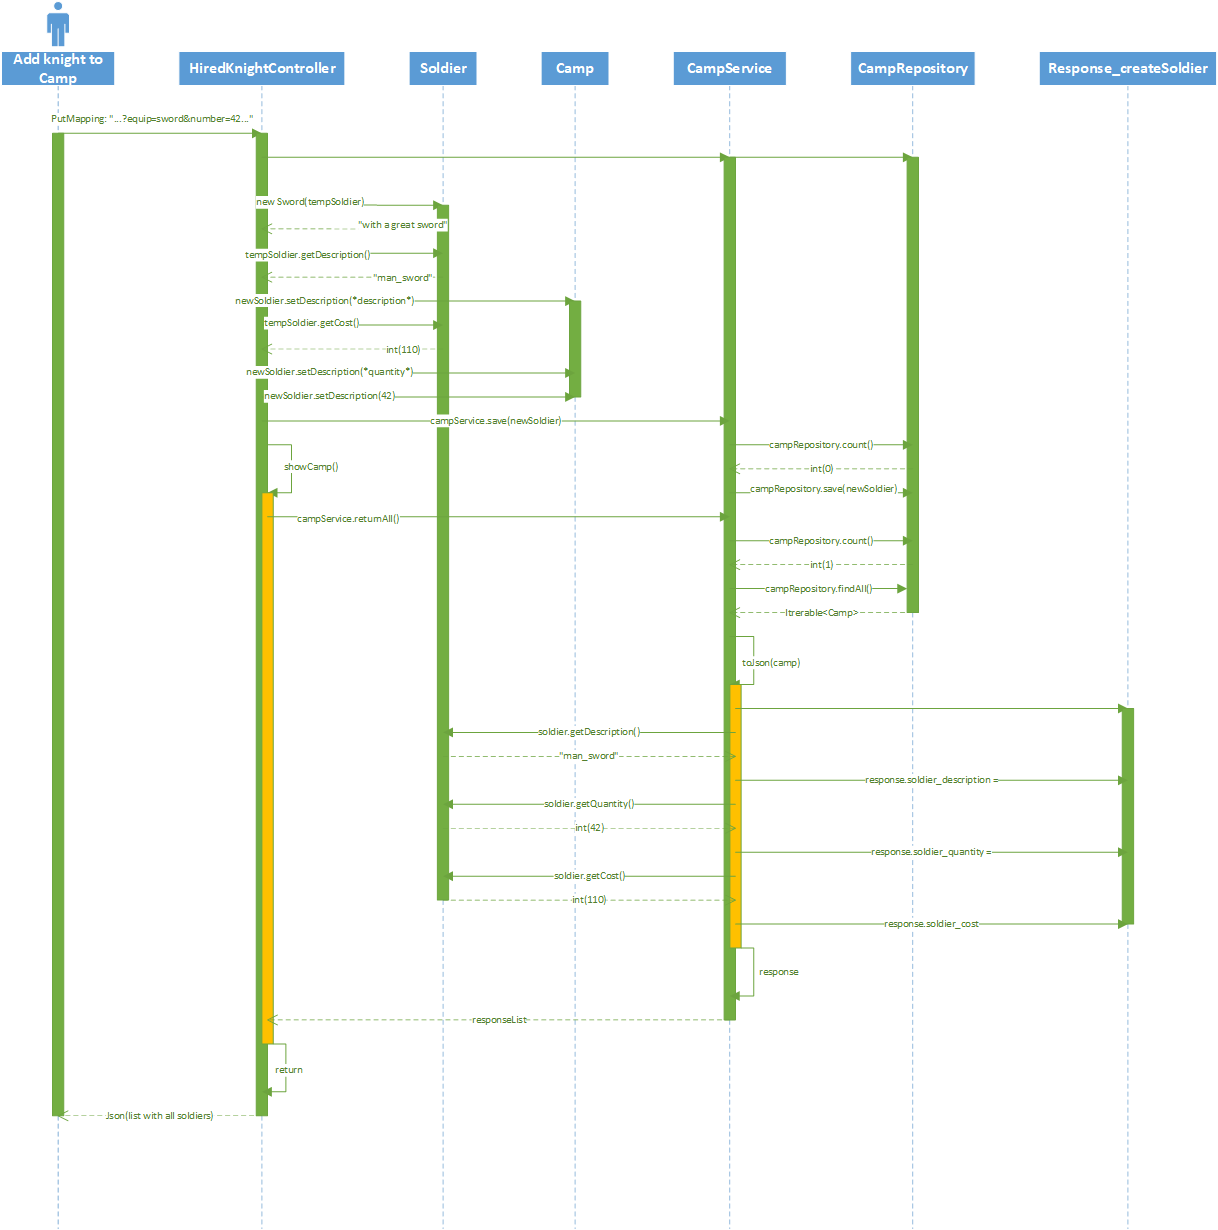 Add knight to
Camp
HiredKnightController
Soldier
Camp
CampService
CampRepository
Response_createSoldier
PutMapping: "...?equip=sword&number=42..."
new Sword(tempSoldier)
"with a great sword"
tempSoldier.getDescription()
"man_sword"
newSoldier.setDescription(*description*)
tempSoldier.getCost()
int(110)
newSoldier.setDescription(*quantity*)
newSoldier.setDescription(42)
campService.save(newSoldier)
campRepository.count()
showCamp()
int(0)
campRepository.save(newSoldier)
campService.returnAll()
campRepository.count()
int(1)
campRepository.findAll()
Itrerable<Camp>
toJson(camp)
soldier.getDescription()
"man_sword"
response.soldier_description =
soldier.getQuantity()
int(42)
response.soldier_quantity =
soldier.getCost()
int(110)
response.soldier_cost
response
responseList
return
Json(list with all soldiers)